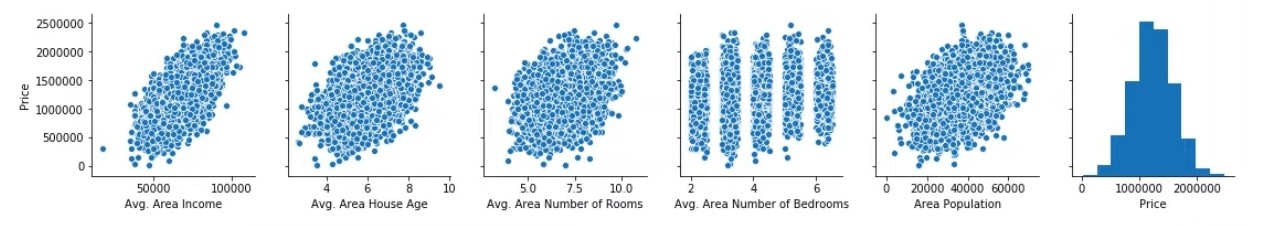 2500000
2000000
1500000
1000000
500000
0
Price
50000 100000
Avg. Area Income
4 6 8 10
Avg. Area House Age
5.0 7.5 10.0
Avg. Area Number of Rooms
2 4 6
Avg. Area Number of Bedrooms
0 20000 40000 60000
Area Population
0 1000000 2000000
Price